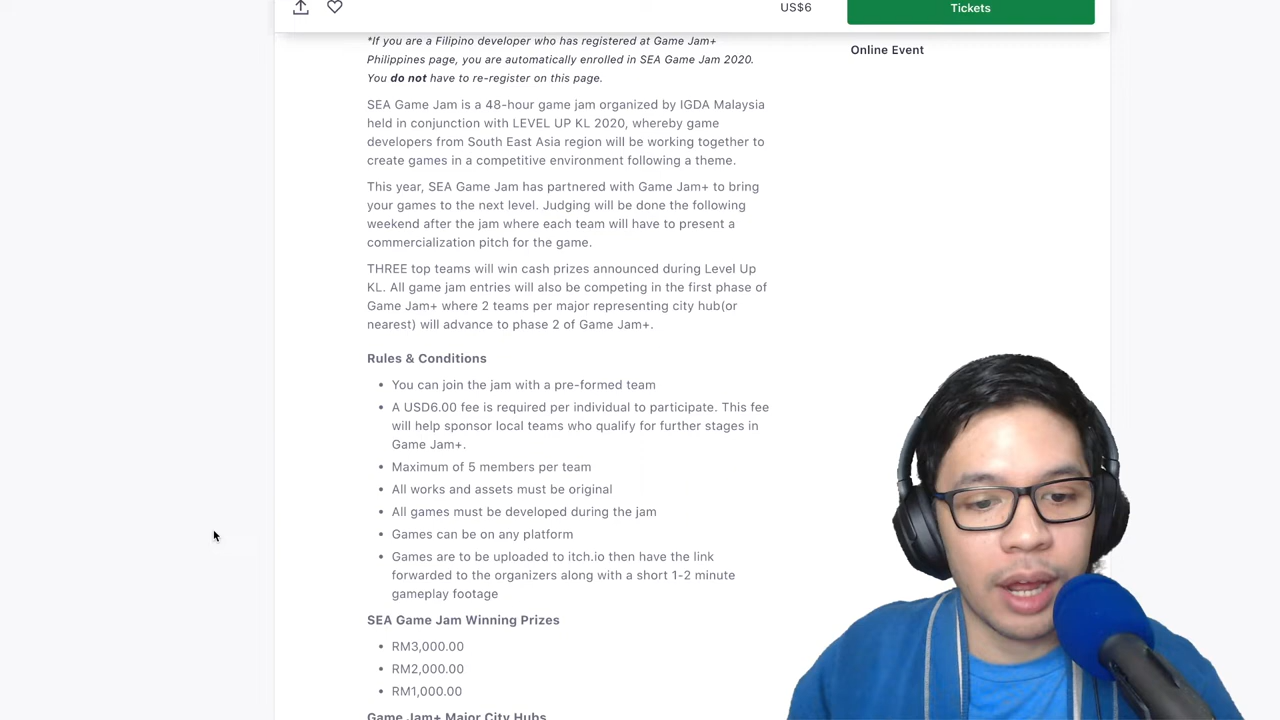 US$6
Tickets
*If you are a Filipino developer who has registered at Game Jam+
Philippines page, you are automatically enrolled in SEA Game Jam 2020.
You do not have to re-register on this page.
Online Event
SEA Game Jam is a 48-hour game jam organized by IGDA Malaysia
held in conjunction with LEVEL UP KL 2020, whereby game
developers from South East Asia region will be working together to
create games in a competitive environment following a theme.
This year, SEA Game Jam has partnered with Game Jam+ to bring
your games to the next level. Judging will be done the following
weekend after the jam where each team will have to present a
commercialization pitch for the game.
THREE top teams will win cash prizes announced during Level Up
KL. All game jam entries will also be competing in the first phase of
Game Jam+ where 2 teams per major representing city hub(or
nearest) will advance to phase 2 of Game Jam+.
Rules & Conditions
• You can join the jam with a pre-formed team
• A USD6.00 fee is required per individual to participate. This fee
will help sponsor local teams who qualify for further stages in
Game Jam+.
• Maximum of 5 members per team
• All works and assets must be original
• All games must be developed during the jam
• Games can be on any platform
• Games are to be uploaded to itch.io then have the link
forwarded to the organizers along with a short 1-2 minute
gameplay footage
SEA Game Jam Winning Prizes
• RM3,000.00
• RM2,000.00
• RM1,000.00
Game Jam+ Major City Hubs